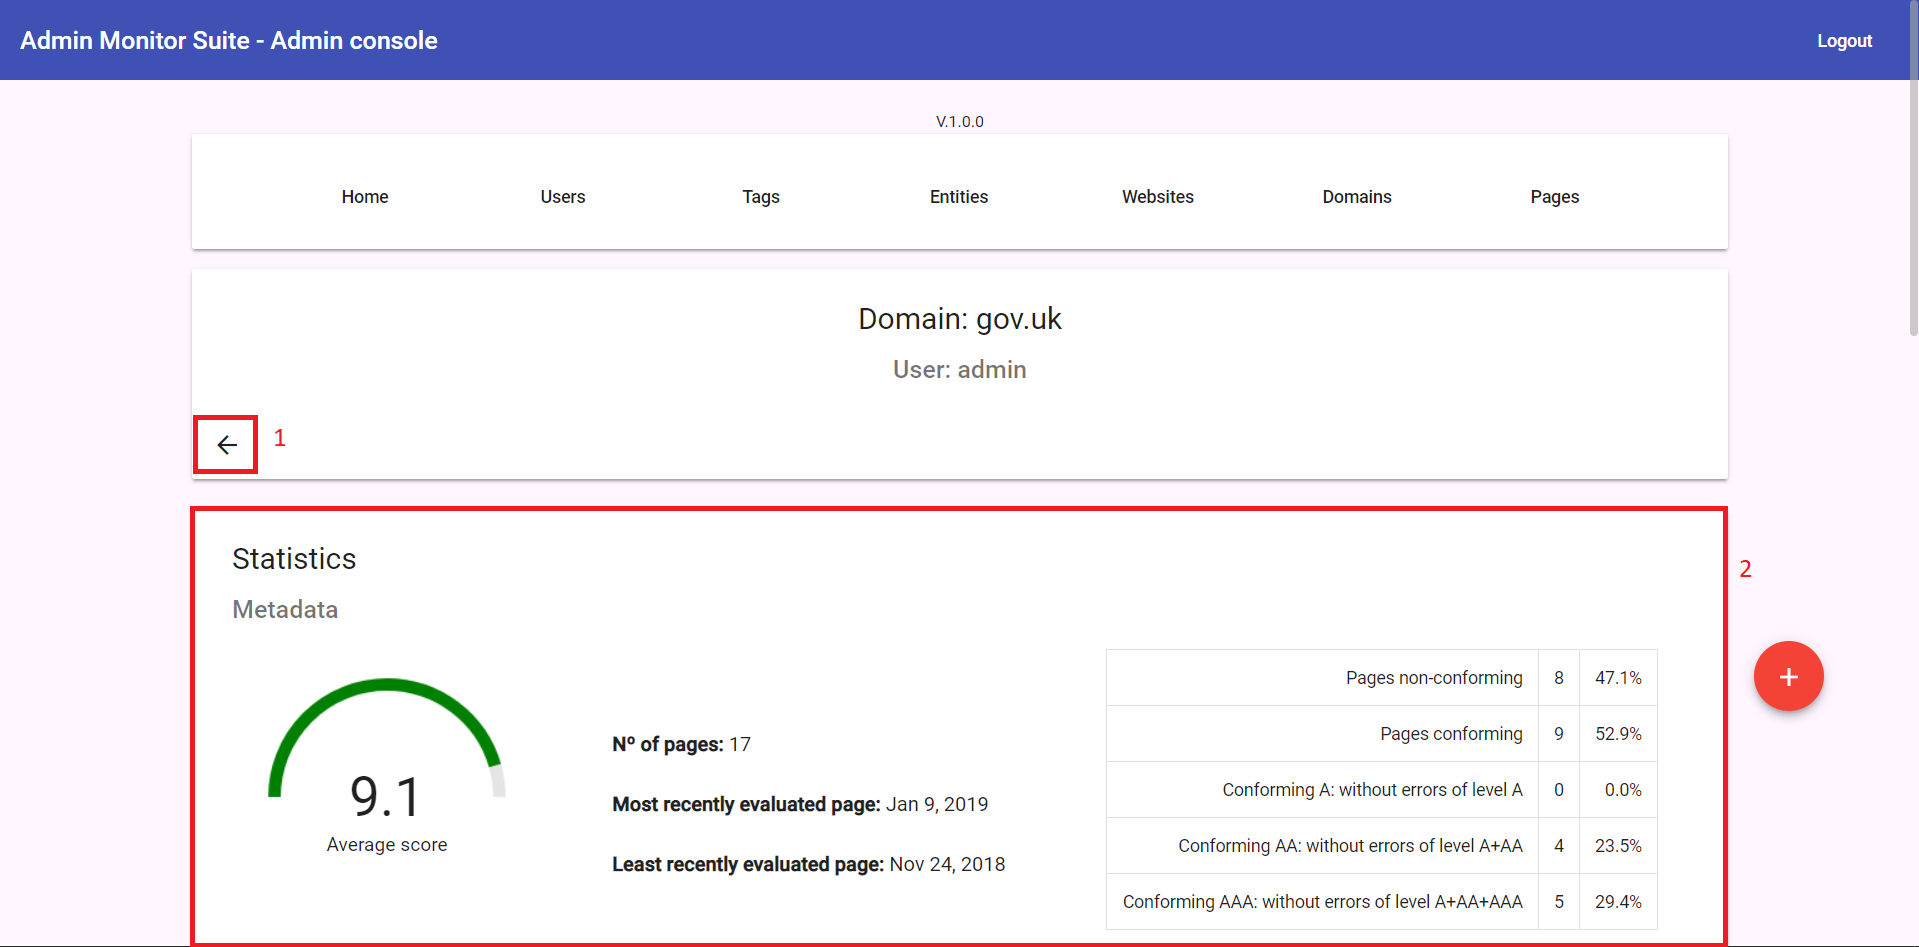 Admin Monitor Suite - Admin console
Logout
V.1.0.0
Home Users Tags Entities Websites Domains Pages
Domain: gov.uk
User: admin
1
2
Statistics
Metadata
9.1
Average score
Nº of pages: 17
Most recently evaluated page: Jan 9, 2019
Least recently evaluated page: Nov 24, 2018
Pages non-conforming 8 47.1%
Pages conforming 9 52.9%
Conforming A: without errors of level A 0 0.0%
Conforming AA: without errors of level A+AA 4 23.5%
Conforming AAA: without errors of level A+AA+AAA 5 29.4%
+